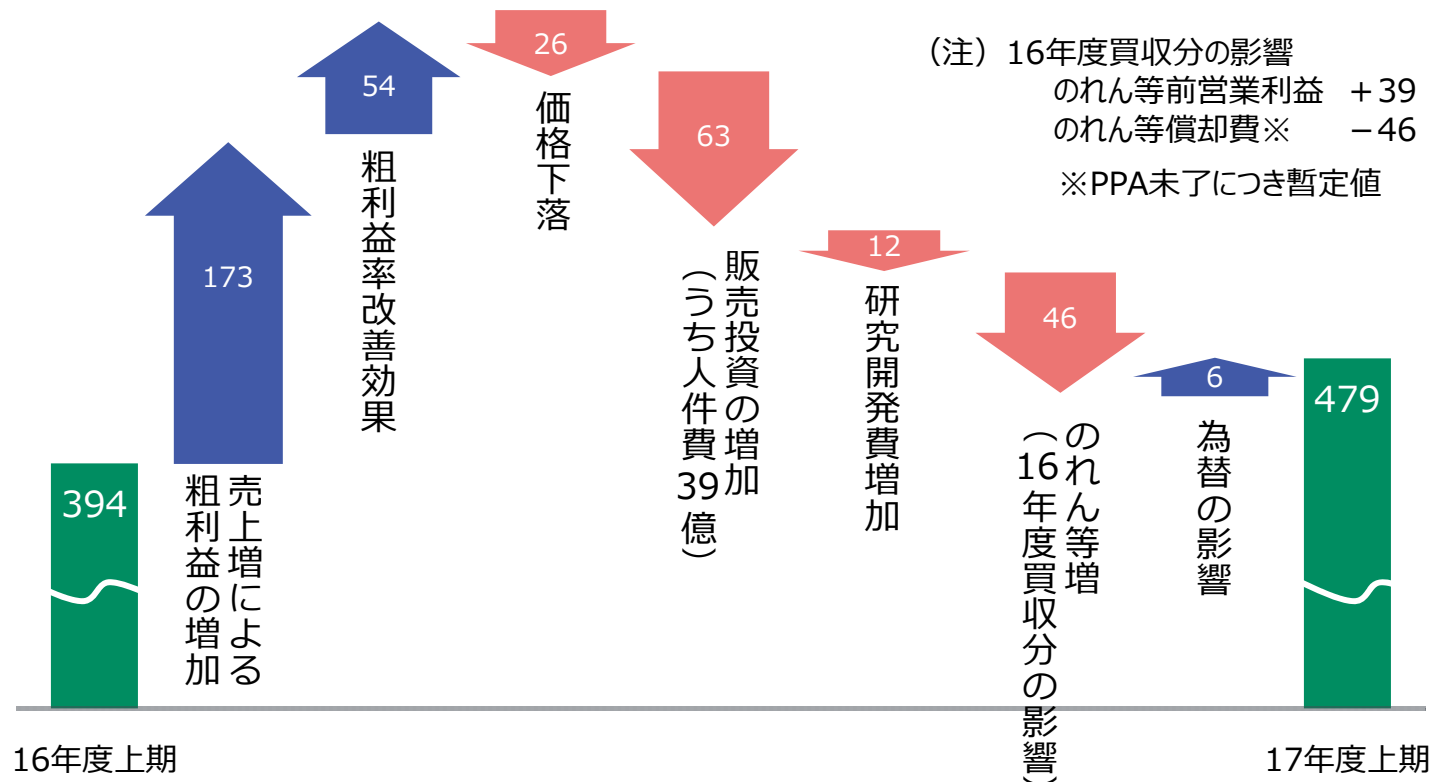 54
26
63
173
12
46
6
394
479
(注)16年度買収分の影響
のれん等前営業利益 +39
のれん等償却費※ -46
※PPA未了につき暫定値
売上増による
粗利益の増加
粗利益率改善効果
価格下落
販売投資の増加
(うち人件費39億)
研究開発費増加
のれん等増
(16年度買収分の影響)
為替の影響
16年度上期
17年度上期